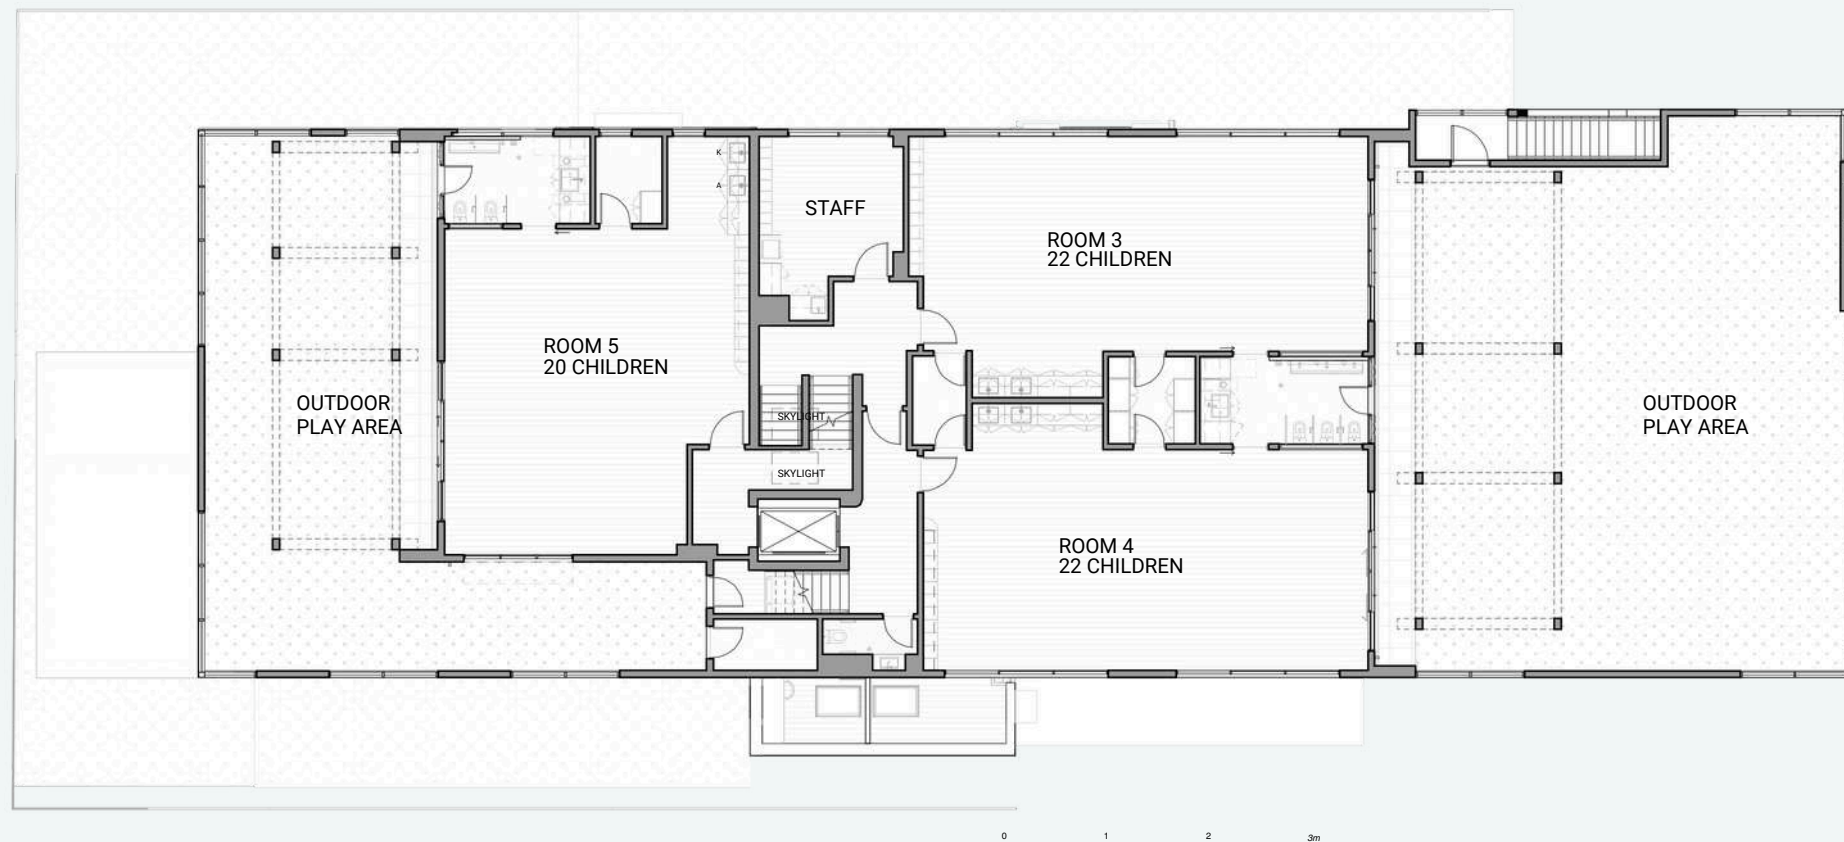 K
A
STAFF
ROOM 3
22 CHILDREN
ROOM 5
20 CHILDREN
OUTDOOR
PLAY AREA
SKYLIGHT
SKYLIGHT
OUTDOOR
PLAY AREA
ROOM 4
22 CHILDREN
0 1 2 3m